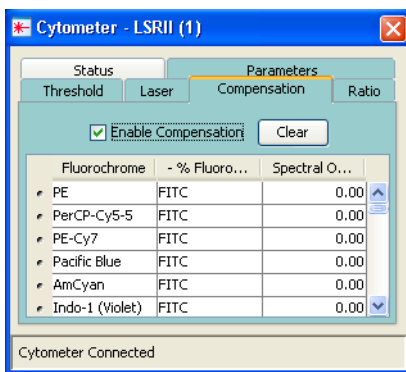 Cytometer - LSRII (1)
Status Parameters
Threshold Laser Compensation Ratio
Enable Compensation Clear
Fluorochrome - % Fluoro... Spectral O...
PE FITC 0.00
PerCP-Cy5-5 FITC 0.00
PE-Cy7 FITC 0.00
Pacific Blue FITC 0.00
AmCyan FITC 0.00
Indo-1 (Violet) FITC 0.00
Cytometer Connected